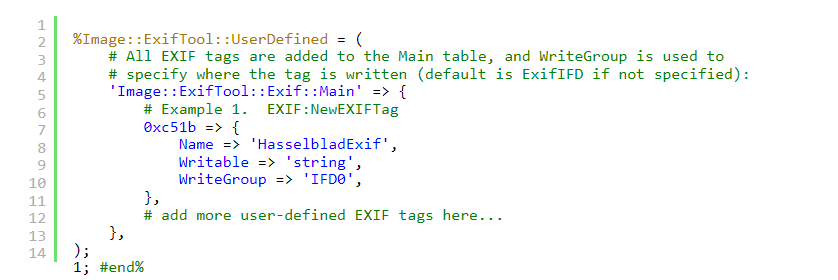 1
2 %Image::ExifTool::UserDefined = (
3     # All EXIF tags are added to the Main table, and WriteGroup is used to
4     # specify where the tag is written (default is ExifIFD if not specified):
5     'Image::ExifTool::Exif::Main' => {
6         # Example 1.  EXIF:NewEXIFTag
7         0xc51b => {
8             Name => 'HasselbladExif',
9             Writable => 'string',
10             WriteGroup => 'IFD0',
11         },
12         # add more user-defined EXIF tags here...
13     },
14 );
1; #end%